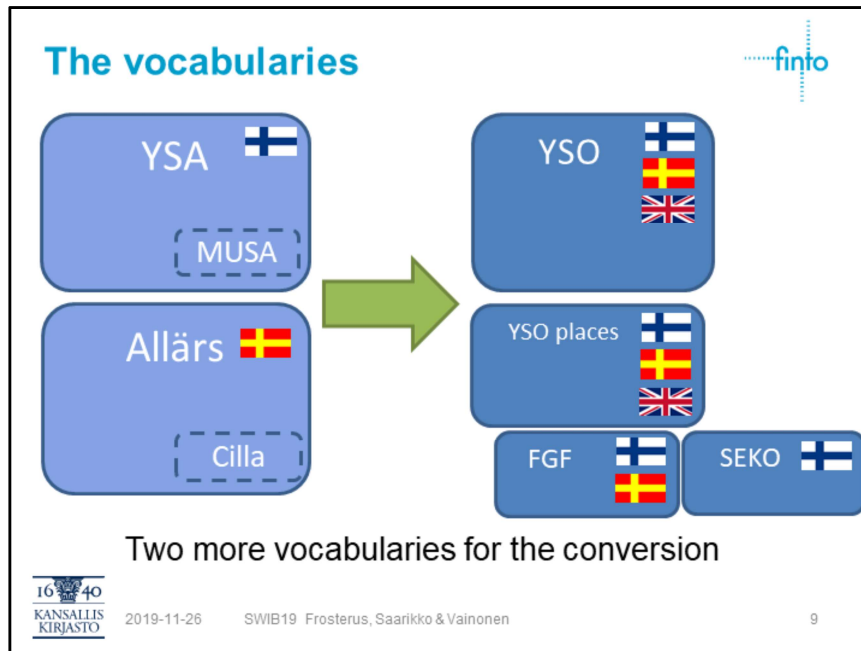 The vocabularies
finto
YSA
MUSA
Allärs
Cilla
YSO
YSO places
FGF
SEKO
Two more vocabularies for the conversion
16 40
KANSALLIS
KIRJASTO
2019-11-26 SWIB19 Frosterus, Saarikko & Vainonen 9